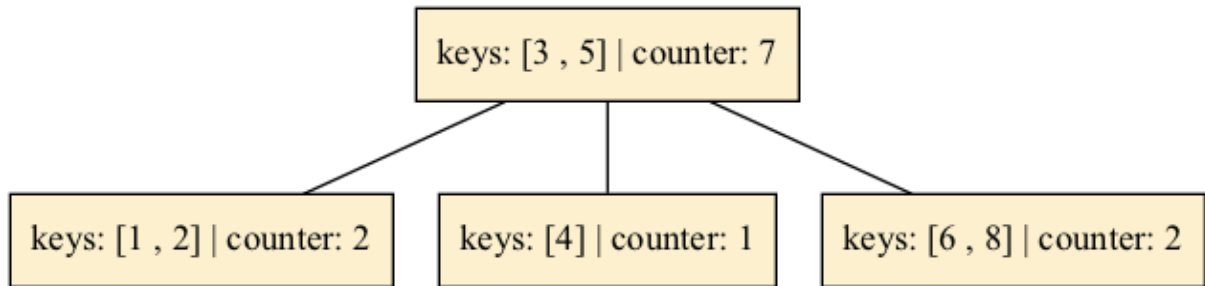 keys: [3 , 5] | counter: 7
keys: [1 , 2] | counter: 2
keys: [4] | counter: 1
keys: [6 , 8] | counter: 2